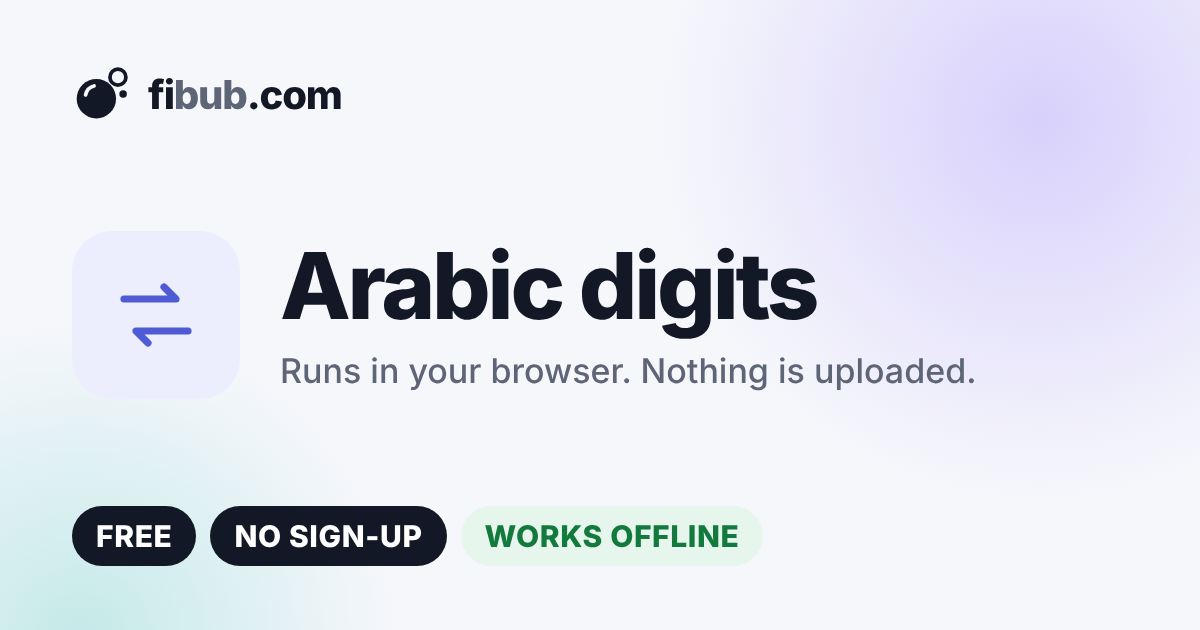 fibub.com
Arabic digits
Runs in your browser. Nothing is uploaded.
FREE NO SIGN-UP WORKS OFFLINE